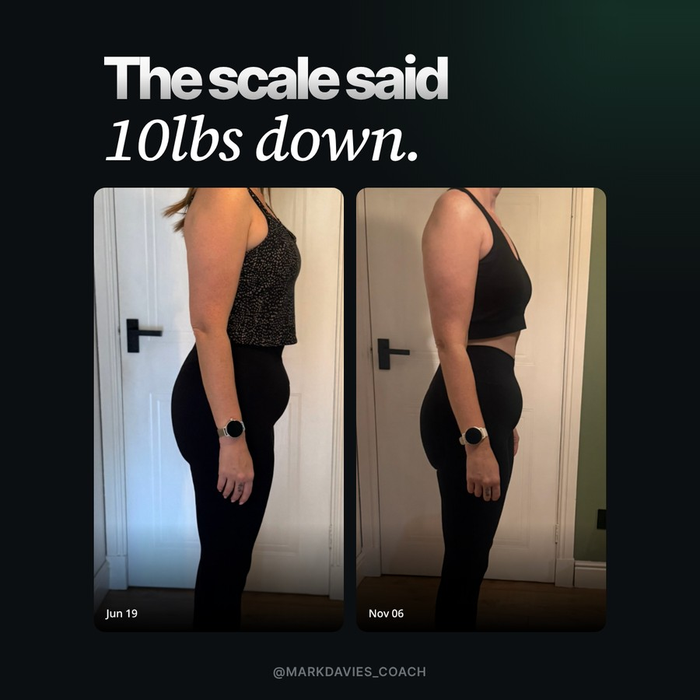 The scale said
10lbs down.
Jun 19
Nov 06
@MARKDAVIES_COACH